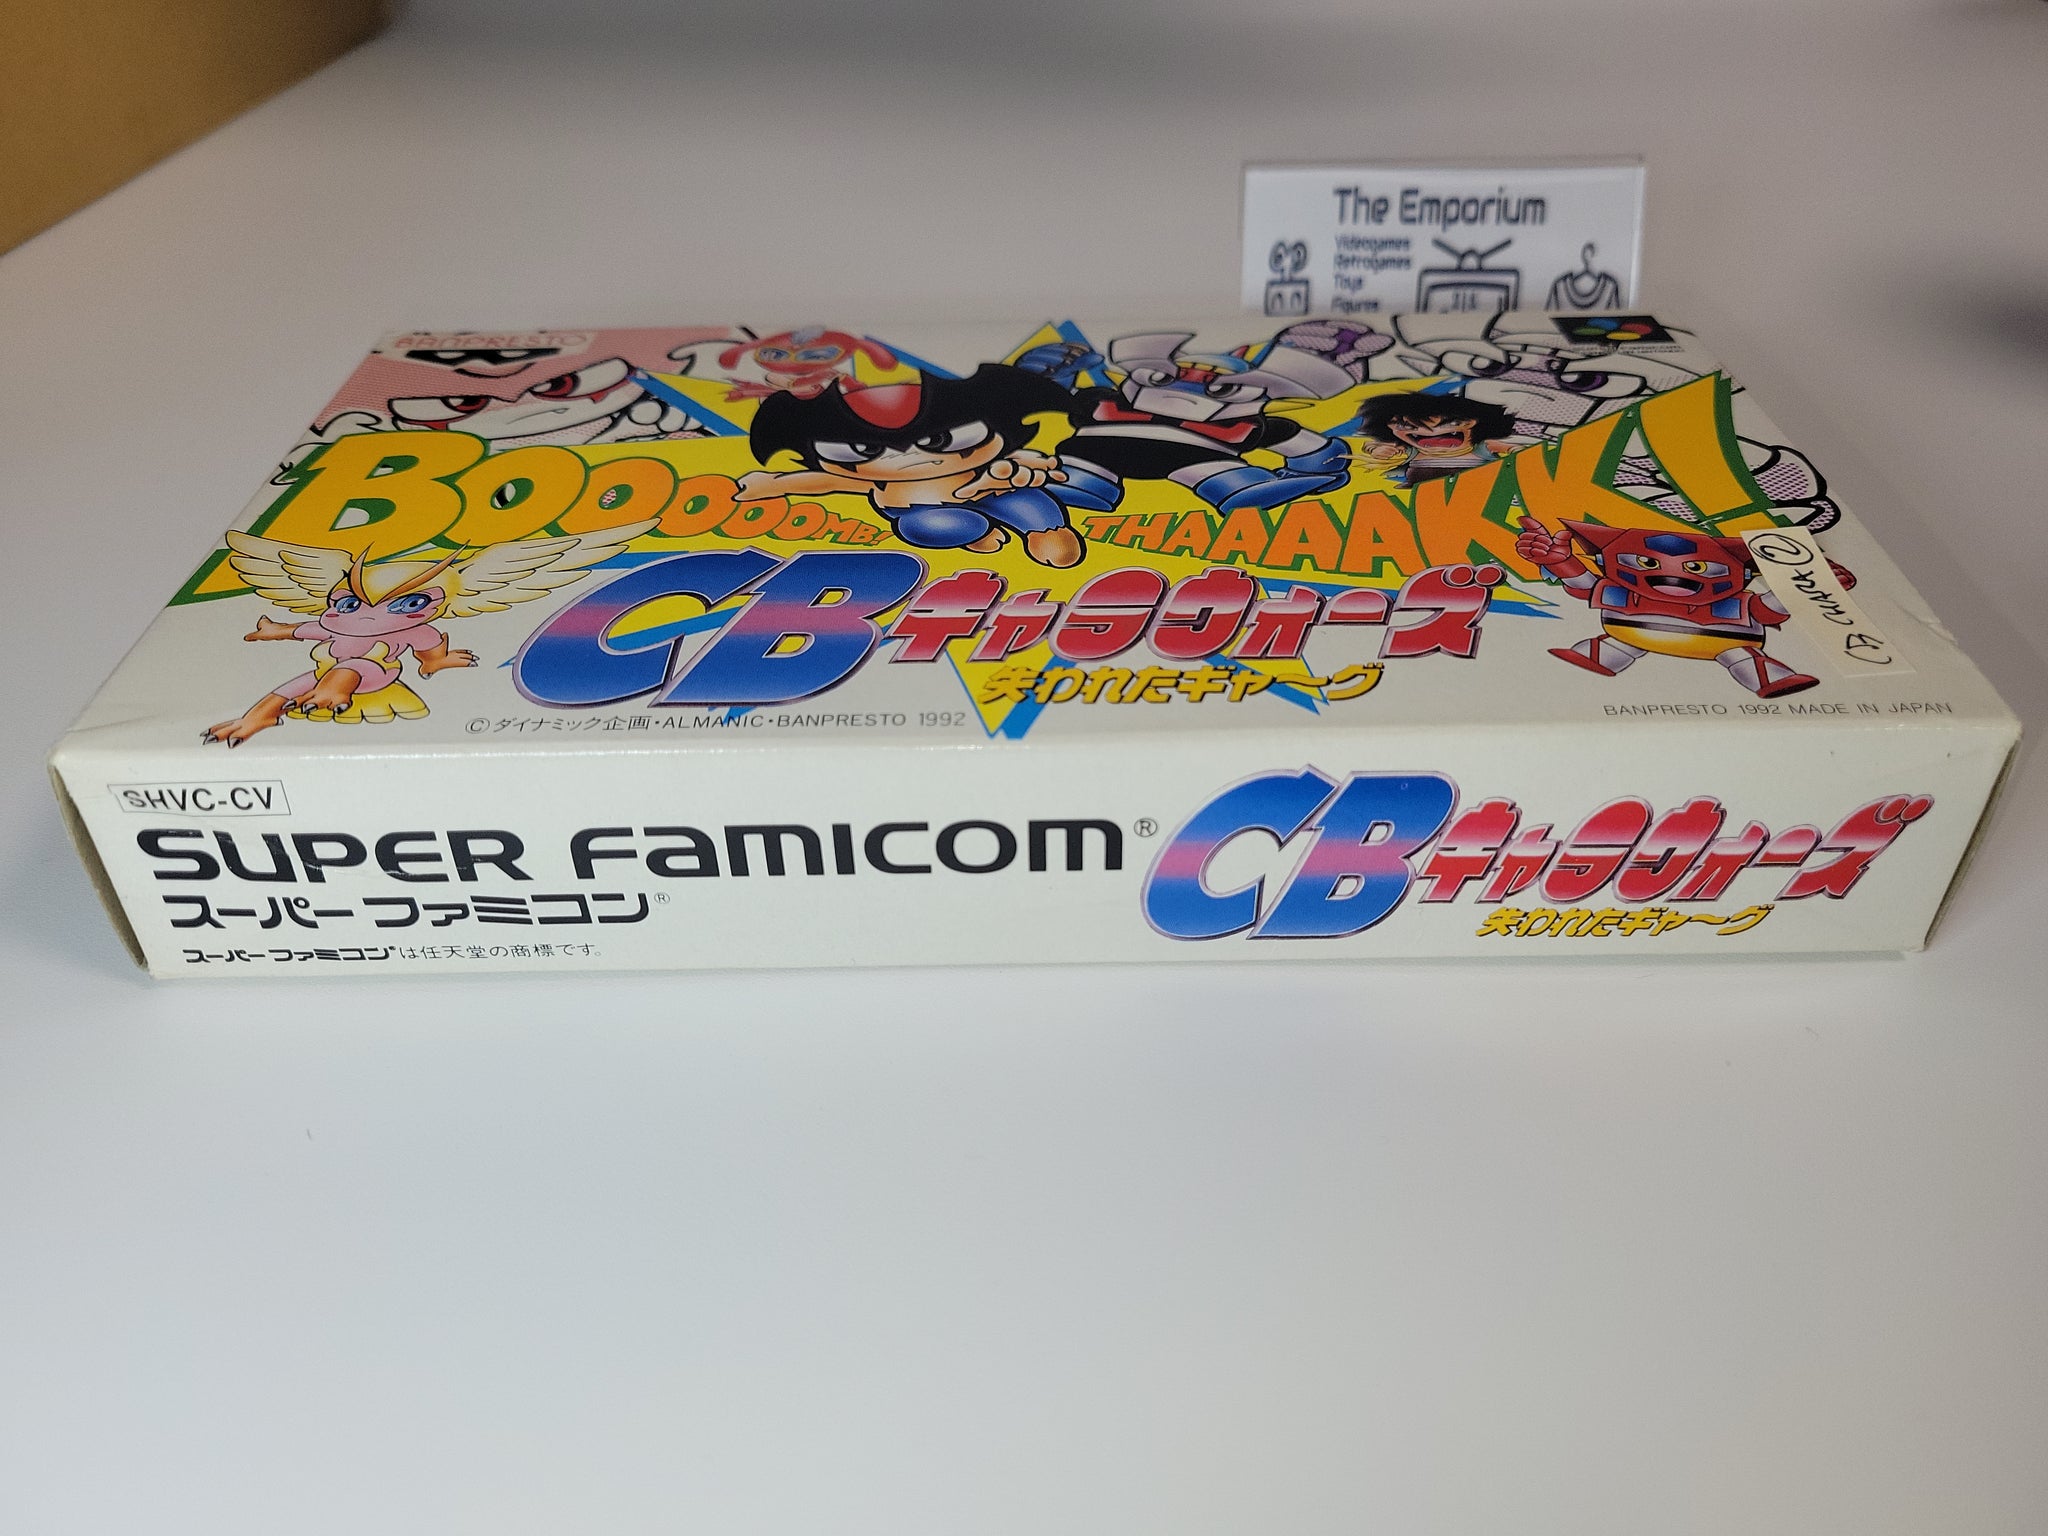 The Emporium
Videogames
Retrogames
Toys
Figures
BANPRESTO
BOOOOOOMB!
THAAAAAKK!
CBキャラウォーズ
失われたギャ〜グ
CB CHARA ②
©ダイナミック企画・ALMANIC・BANPRESTO 1992
BANPRESTO 1992 MADE IN JAPAN
SHVC-CV
SUPER FAMICOM®
スーパーファミコン®
スーパーファミコン®は任天堂の商標です。
CBキャラウォーズ
失われたギャ〜グ